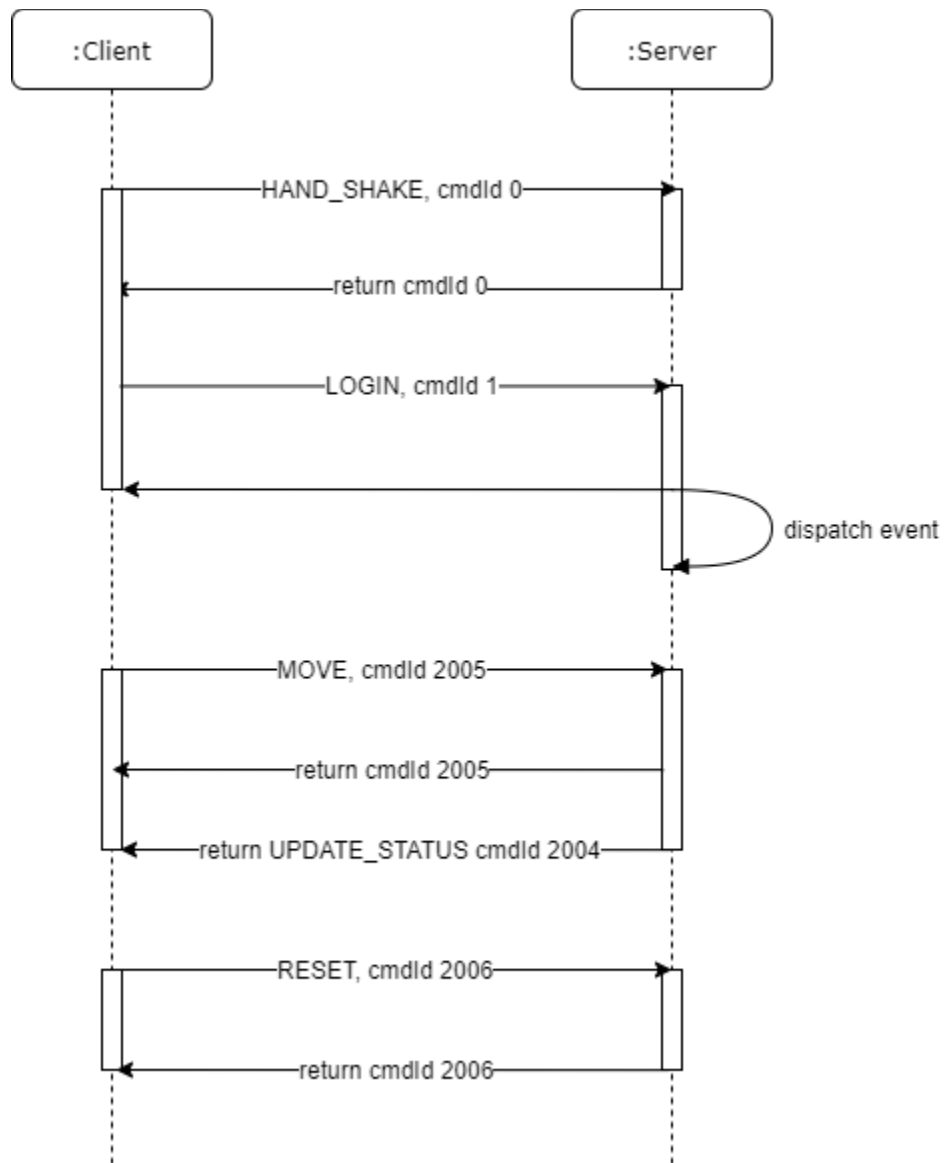 :Client
:Server
HAND_SHAKE, cmdId 0
return cmdId 0
LOGIN, cmdId 1
dispatch event
MOVE, cmdId 2005
return cmdId 2005
return UPDATE_STATUS cmdId 2004
RESET, cmdId 2006
return cmdId 2006